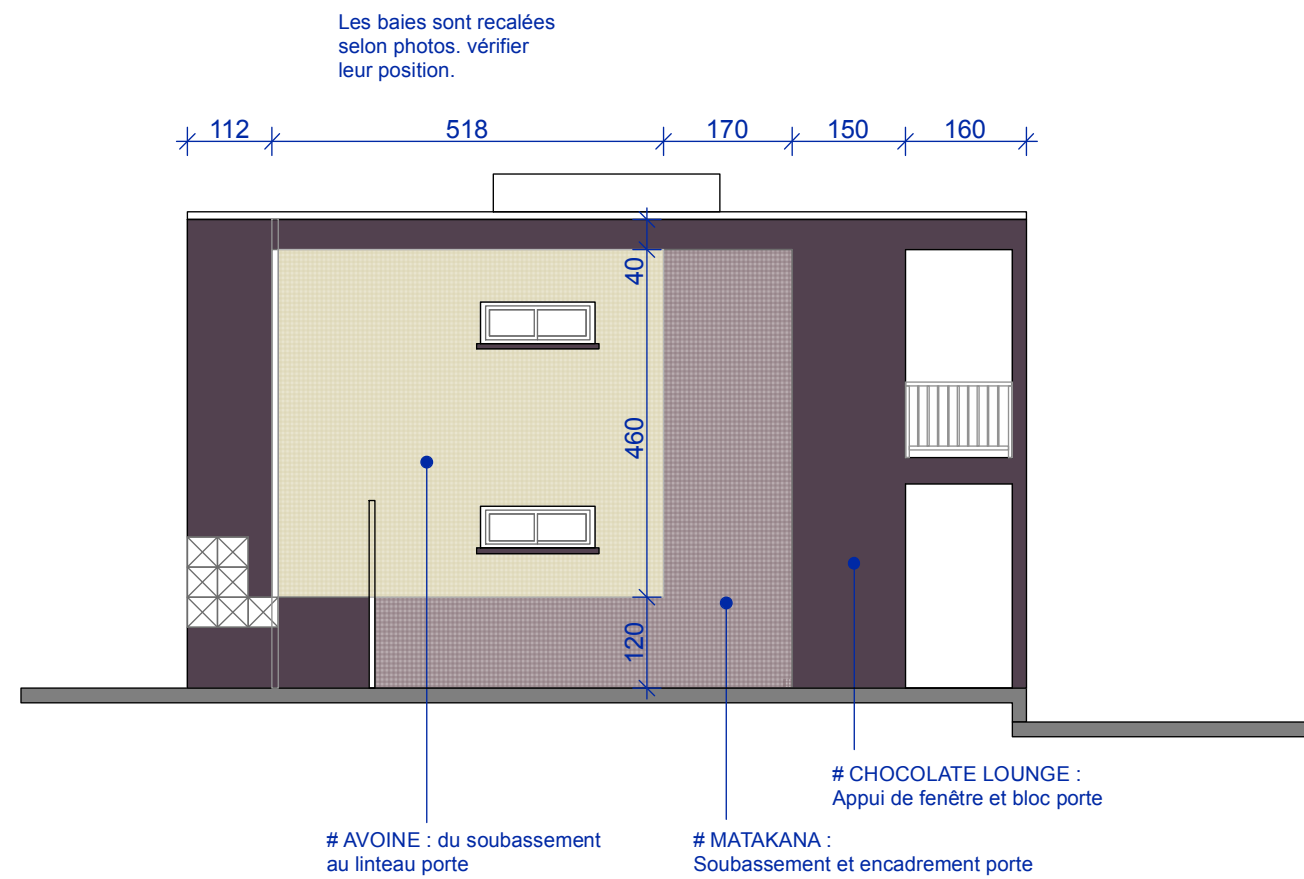 Les baies sont recalées
selon photos. vérifier
leur position.
112 518 170 150 160
40
460
120
# CHOCOLATE LOUNGE :
Appui de fenêtre et bloc porte
# AVOINE : du soubassement
au linteau porte
# MATAKANA :
Soubassement et encadrement porte